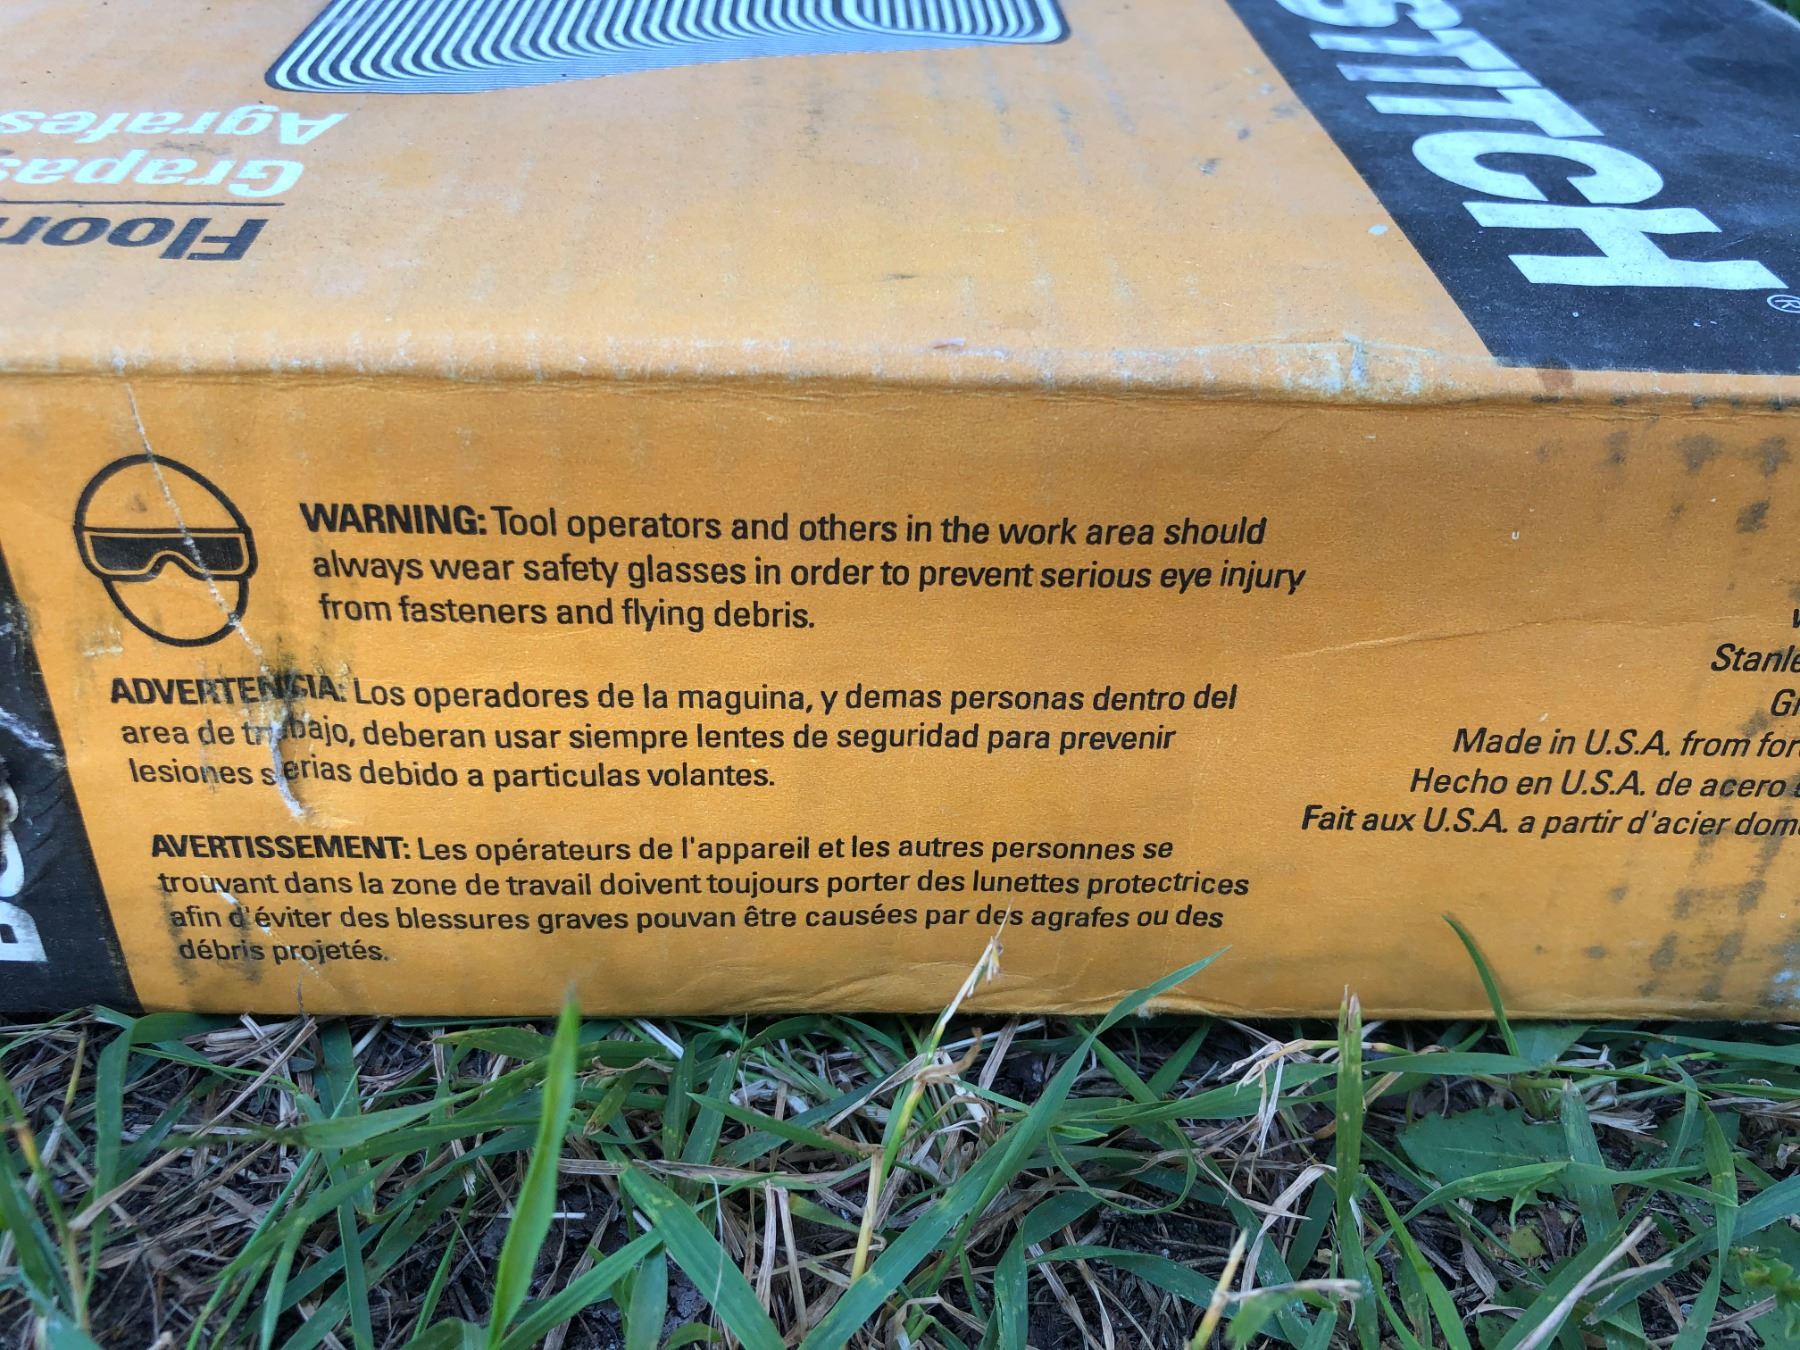 STITCH®
Agrafes
Grapas
Floor
WARNING: Tool operators and others in the work area should
always wear safety glasses in order to prevent serious eye injury
from fasteners and flying debris.
ADVERTENCIA: Los operadores de la maguina, y demas personas dentro del
area de trabajo, deberan usar siempre lentes de seguridad para prevenir
lesiones serias debido a particulas volantes.
AVERTISSEMENT: Les opérateurs de l'appareil et les autres personnes se
trouvant dans la zone de travail doivent toujours porter des lunettes protectrices
afin d'éviter des blessures graves pouvan être causées par des agrafes ou des
débris projetés.
Stanle
Made in U.S.A. from
Hecho en U.S.A. de acero
Fait aux U.S.A. a partir d'acier dom